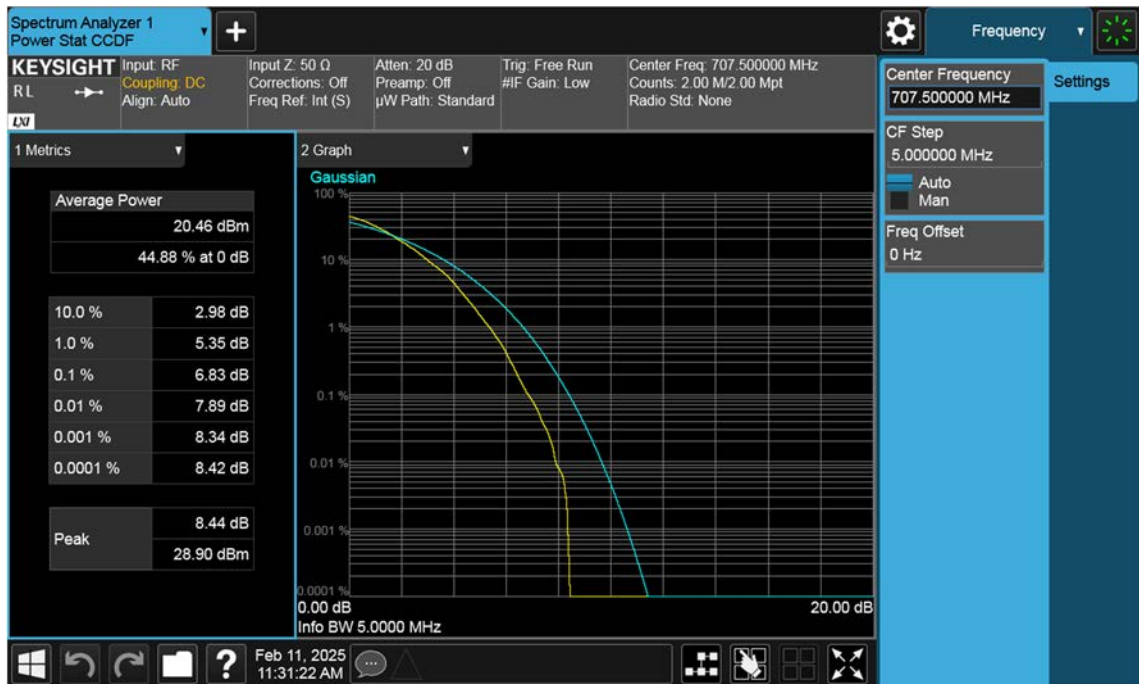 Spectrum Analyzer 1
Power Stat CCDF
+
Frequency
KEYSIGHT
R L
LXI
Input: RF
Coupling: DC
Align: Auto
Input Z: 50 Ω
Corrections: Off
Freq Ref: Int (S)
Atten: 20 dB
Preamp: Off
µW Path: Standard
Trig: Free Run
#IF Gain: Low
Center Freq: 707.500000 MHz
Counts: 2.00 M/2.00 Mpt
Radio Std: None
Center Frequency
707.500000 MHz
Settings
CF Step
5.000000 MHz
Auto
Man
Freq Offset
0 Hz
1 Metrics
Average Power
20.46 dBm
44.88 % at 0 dB
10.0 % 2.98 dB
1.0 % 5.35 dB
0.1 % 6.83 dB
0.01 % 7.89 dB
0.001 % 8.34 dB
0.0001 % 8.42 dB
Peak
8.44 dB
28.90 dBm
2 Graph
Gaussian
100 %
10 %
1 %
0.1 %
0.01 %
0.001 %
0.0001 %
0.00 dB 20.00 dB
Info BW 5.0000 MHz
?
Feb 11, 2025
11:31:22 AM